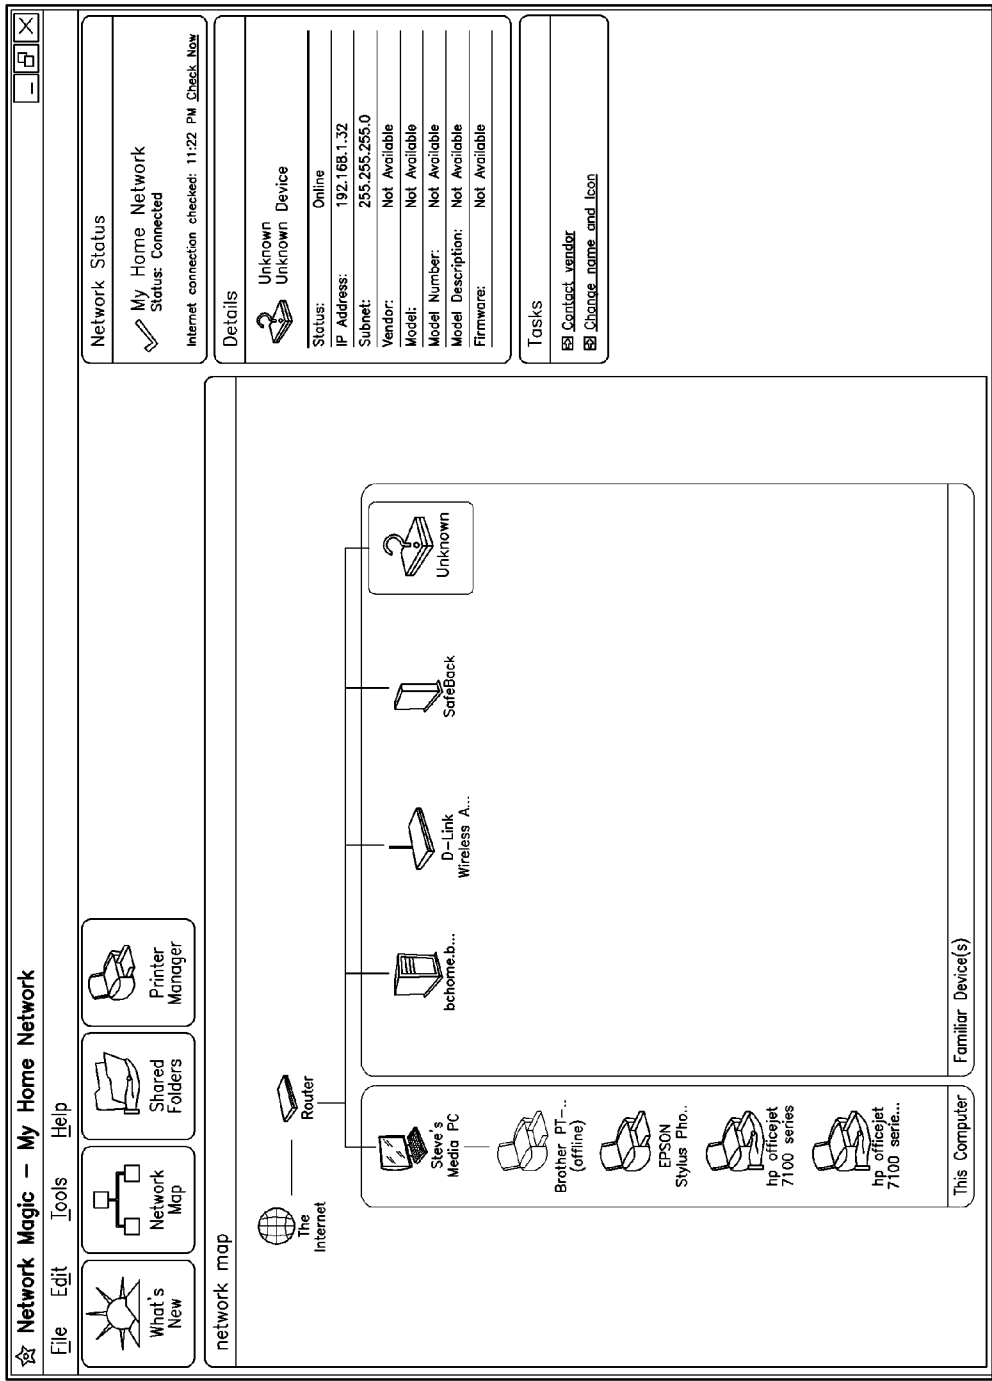 Network Magic – My Home Network
File Edit Tools Help
What's
New
Network
Map
Shared
Folders
Printer
Manager
network map
The
Internet
Router
Steve's
Media PC
Brother PT-..
(affline)
EPSON
Stylus Pho..
hp officejet
7100 series
hp officejet
7100 serie...
This Computer
bchome.b...
D-Link
Wireless A...
SafeBack
Unknown
Familiar Device(s)
Network Status
My Home Network
Status: Connected
Internet connection checked: 11:22 PM Check Now
Details
Unknown
Unknown Device
Status: Online
IP Address: 192.168.1.32
Subnet: 255.255.255.0
Vendor: Not Available
Model: Not Available
Model Number: Not Available
Model Description: Not Available
Firmware: Not Available
Tasks
Contact vendor
Change name and Icon